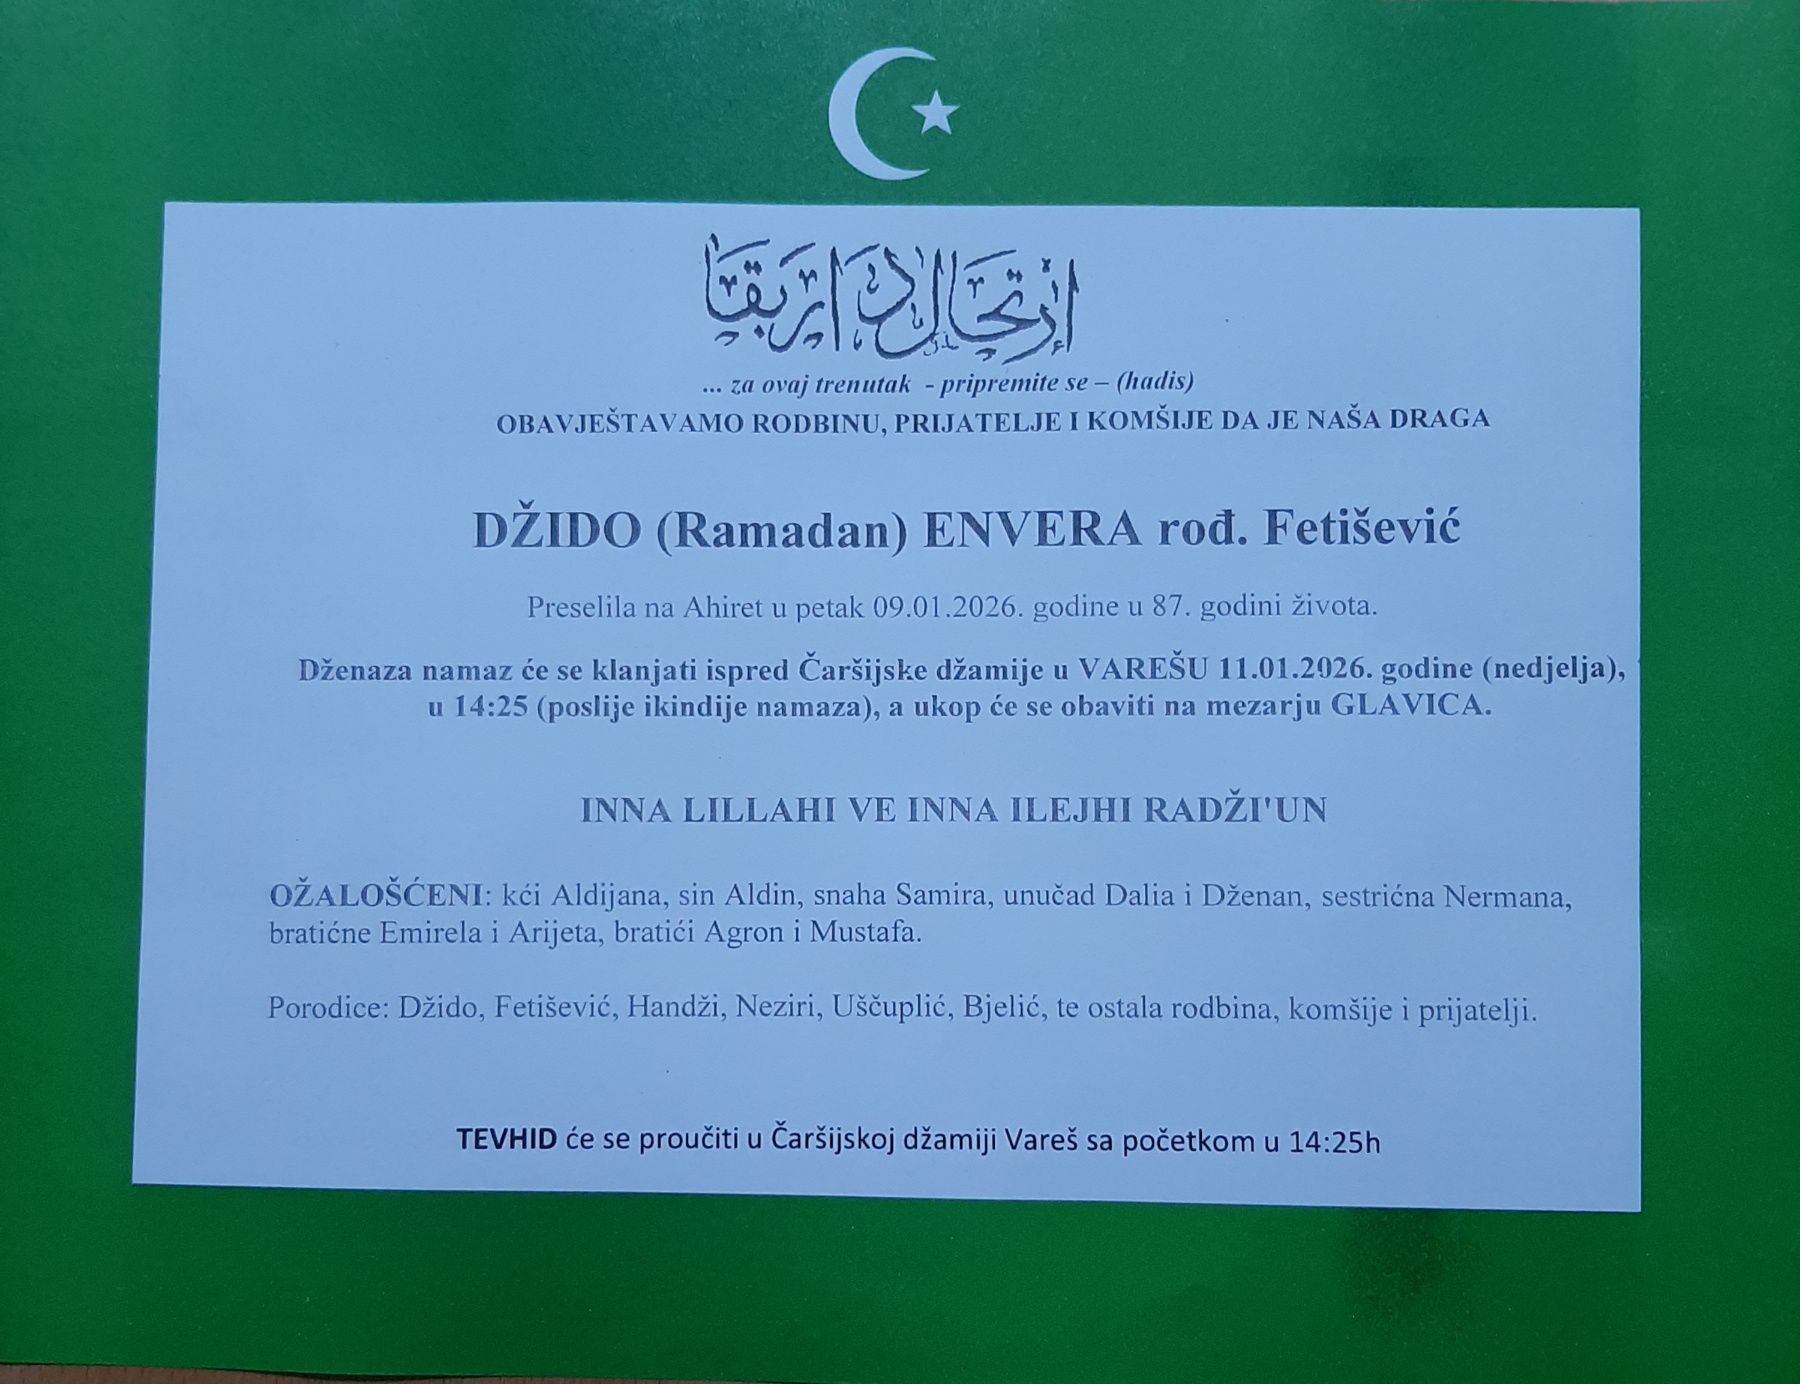 ... za ovaj trenutak - pripremite se – (hadis)
OBAVJEŠTAVAMO RODBINU, PRIJATELJE I KOMŠIJE DA JE NAŠA DRAGA
DŽIDO (Ramadan) ENVERA rođ. Fetišević
Preselila na Ahiret u petak 09.01.2026. godine u 87. godini života.
Dženaza namaz će se klanjati ispred Čaršijske džamije u VAREŠU 11.01.2026. godine (nedjelja),
u 14:25 (poslije ikindije namaza), a ukop će se obaviti na mezarju GLAVICA.
INNA LILLAHI VE INNA ILEJHI RADŽI'UN
OŽALOŠĆENI: kći Aldijana, sin Aldin, snaha Samira, unučad Dalia i Dženan, sestrićna Nermana,
bratićne Emirela i Arijeta, bratići Agron i Mustafa.
Porodice: Džido, Fetišević, Handži, Neziri, Uščuplić, Bjelić, te ostala rodbina, komšije i prijatelji.
TEVHID će se proučiti u Čaršijskoj džamiji Vareš sa početkom u 14:25h